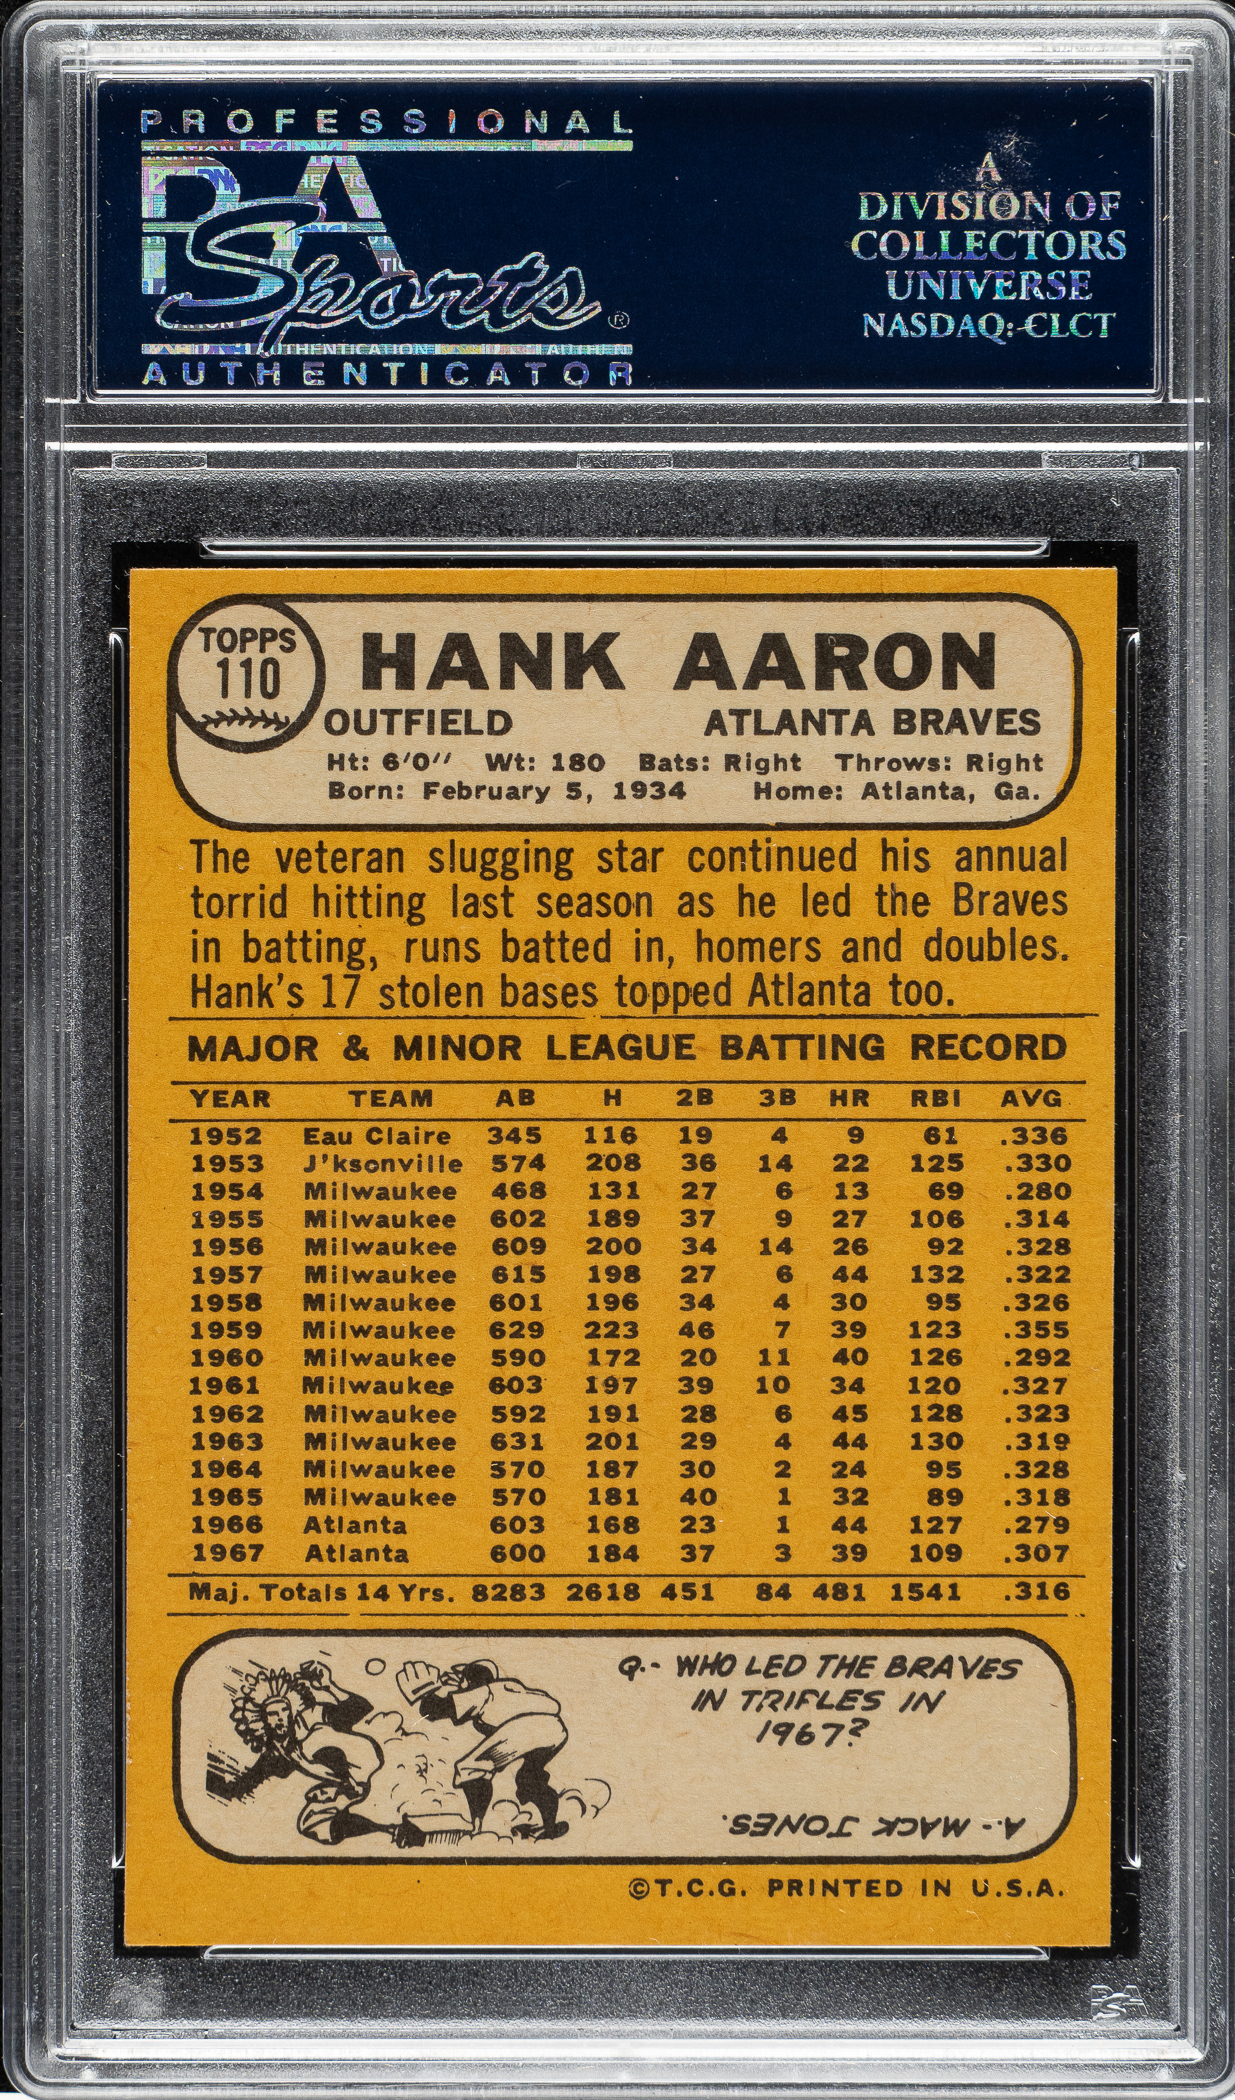 PROFESSIONAL
PSA
Sports®
AUTHENTICATION
AUTHENTICATOR
A
DIVISION OF
COLLECTORS
UNIVERSE
NASDAQ: CLCT
TOPPS
110
HANK AARON
OUTFIELD ATLANTA BRAVES
Ht: 6'0'' Wt: 180 Bats: Right Throws: Right
Born: February 5, 1934 Home: Atlanta, Ga.
The veteran slugging star continued his annual
torrid hitting last season as he led the Braves
in batting, runs batted in, homers and doubles.
Hank's 17 stolen bases topped Atlanta too.
MAJOR & MINOR LEAGUE BATTING RECORD
YEAR TEAM AB H 2B 3B HR RBI AVG.
1952 Eau Claire 345 116 19 4 9 61 .336
1953 J'ksonville 574 208 36 14 22 125 .330
1954 Milwaukee 468 131 27 6 13 69 .280
1955 Milwaukee 602 189 37 9 27 106 .314
1956 Milwaukee 609 200 34 14 26 92 .328
1957 Milwaukee 615 198 27 6 44 132 .322
1958 Milwaukee 601 196 34 4 30 95 .326
1959 Milwaukee 629 223 46 7 39 123 .355
1960 Milwaukee 590 172 20 11 40 126 .292
1961 Milwaukee 603 197 39 10 34 120 .327
1962 Milwaukee 592 191 28 6 45 128 .323
1963 Milwaukee 631 201 29 4 44 130 .319
1964 Milwaukee 570 187 30 2 24 95 .328
1965 Milwaukee 570 181 40 1 32 89 .318
1966 Atlanta 603 168 23 1 44 127 .279
1967 Atlanta 600 184 37 3 39 109 .307
Maj. Totals 14 Yrs. 8283 2618 451 84 481 1541 .316
Q.- WHO LED THE BRAVES
IN TRIPLES IN
1967?
A.- MACK JONES.
©T.C.G. PRINTED IN U.S.A.
PSA